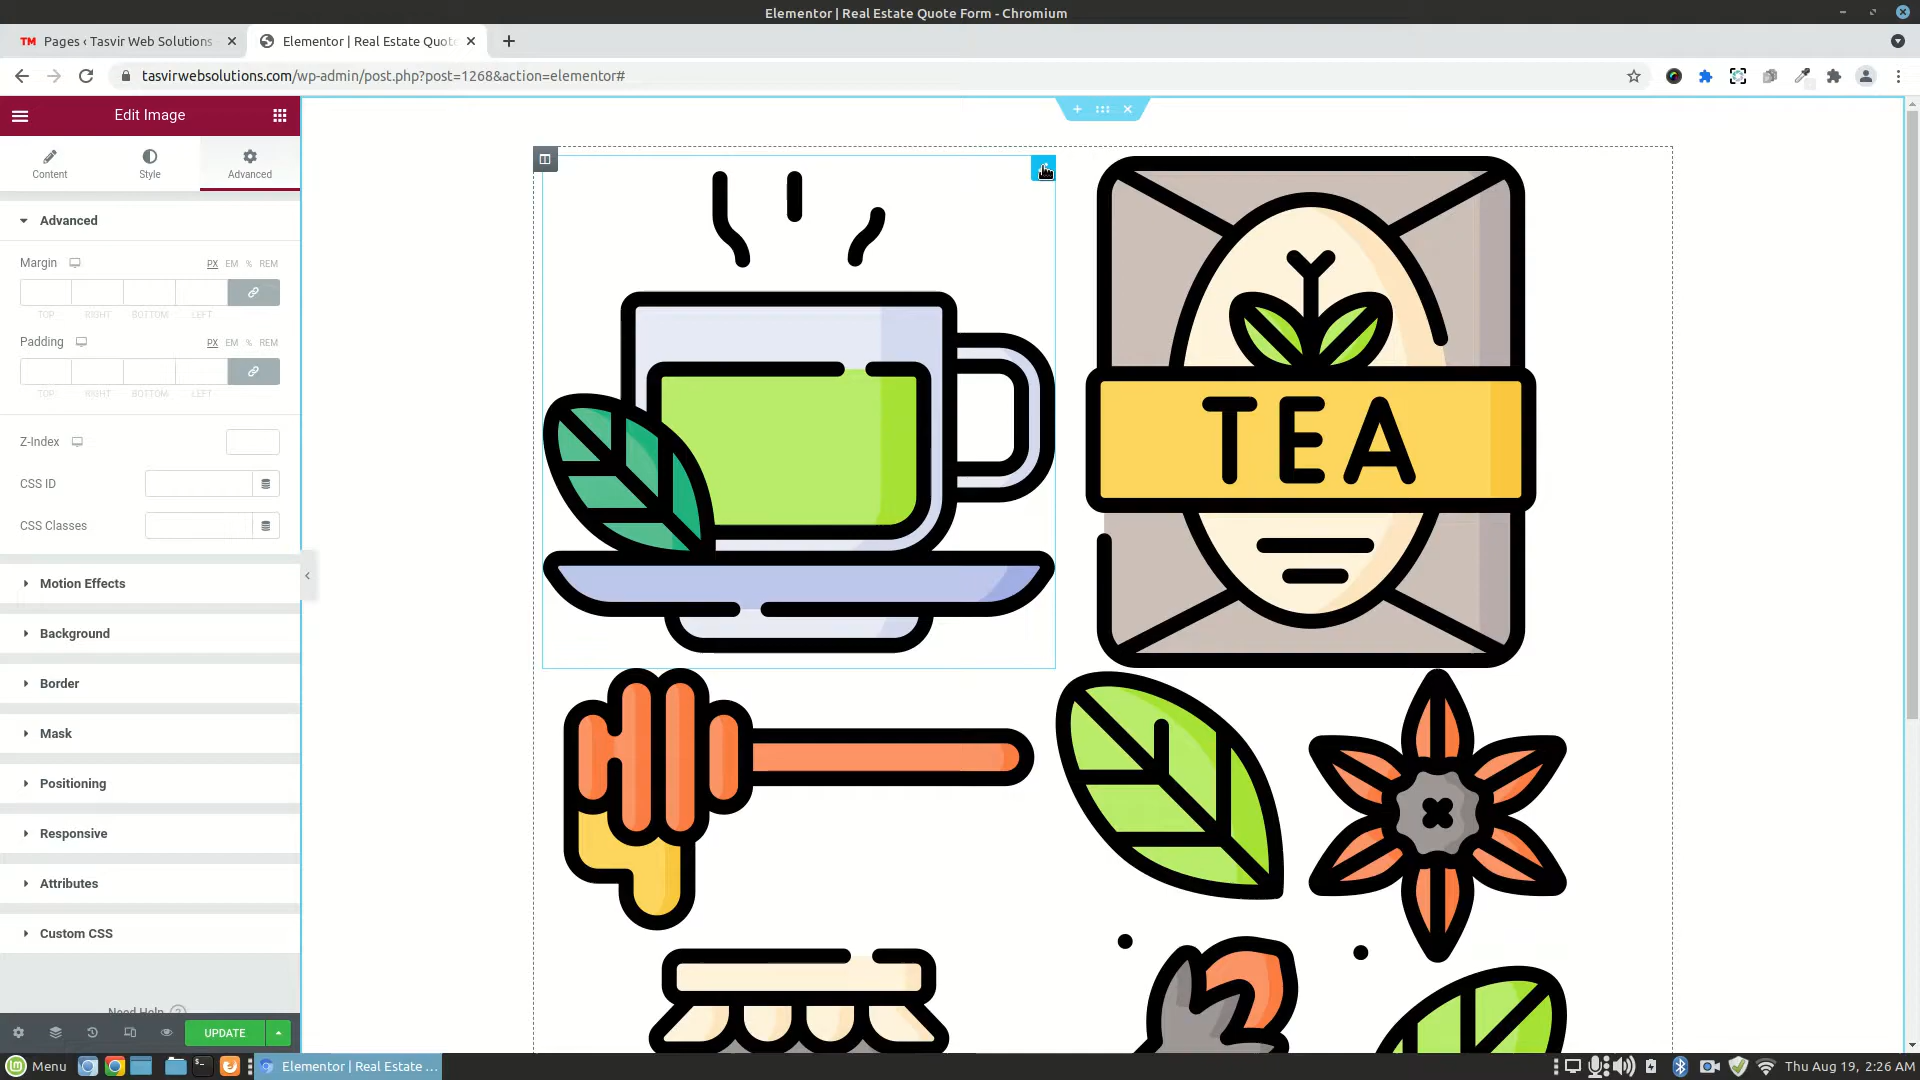 Elementor | Real Estate Quote Form - Chromium
Pages ‹ Tasvir Web Solutions
Elementor | Real Estate Quot
tasvirwebsolutions.com/wp-admin/post.php?post=1268&action=elementor#
Edit Image
Content
Style
Advanced
Advanced
Margin
PX EM % REM
TOP RIGHT BOTTOM LEFT
Padding
PX EM % REM
TOP RIGHT BOTTOM LEFT
Z-Index
CSS ID
CSS Classes
Motion Effects
Background
Border
Mask
Positioning
Responsive
Attributes
Custom CSS
Need Help
UPDATE
TEA
Menu
Elementor | Real Estate ...
Thu Aug 19, 2:26 AM